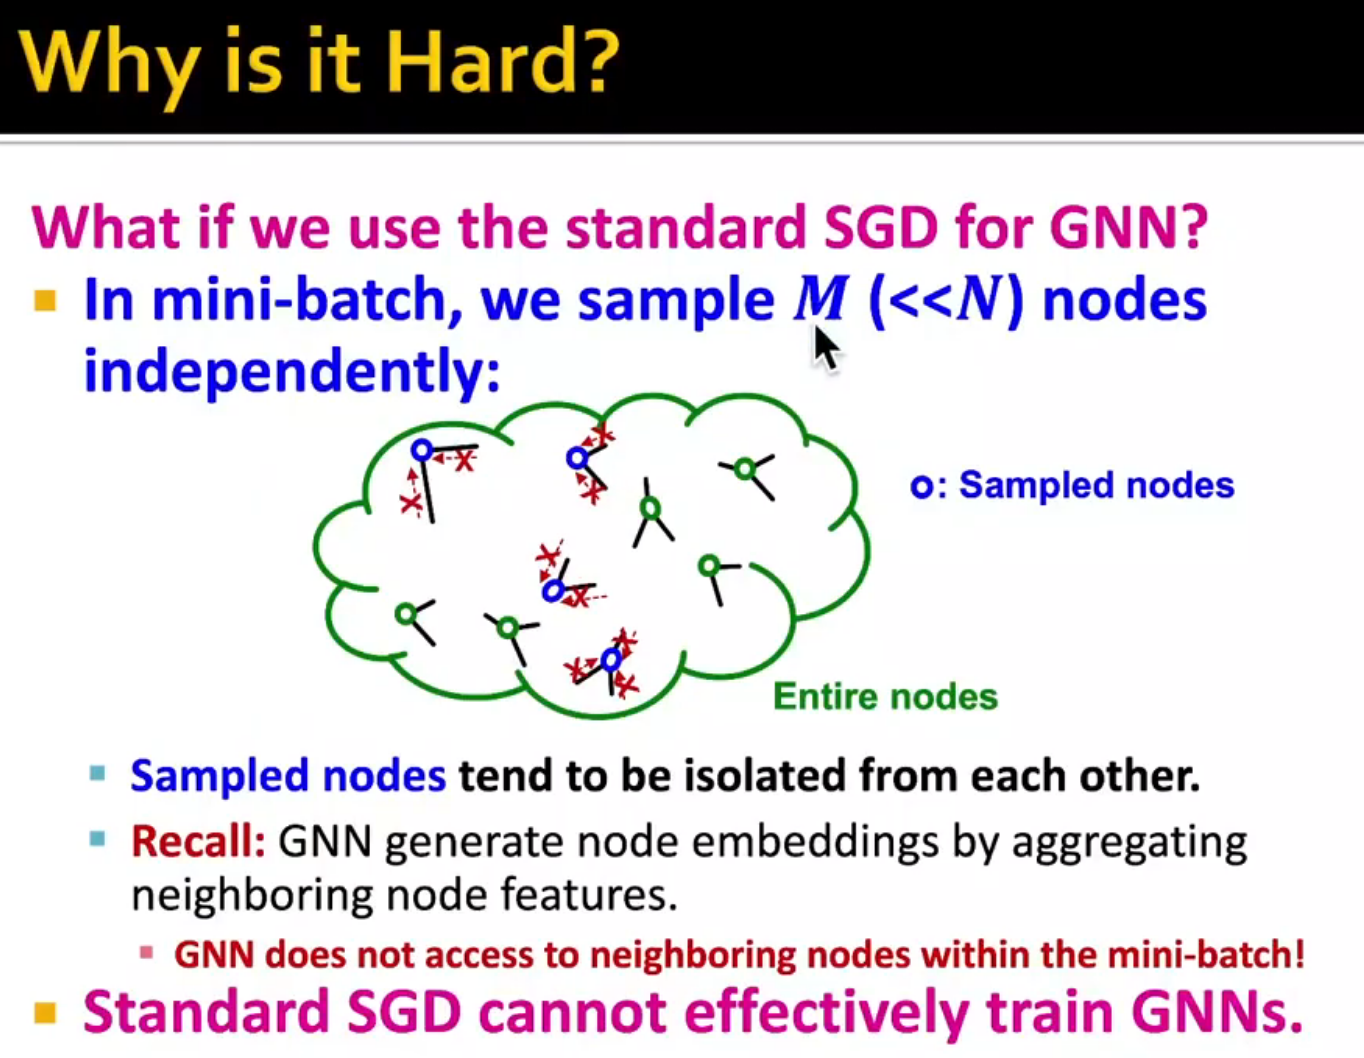 Why is it Hard?
What if we use the standard SGD for GNN?
In mini-batch, we sample M (<<N) nodes
independently:
o: Sampled nodes
Entire nodes
Sampled nodes tend to be isolated from each other.
Recall: GNN generate node embeddings by aggregating
neighboring node features.
GNN does not access to neighboring nodes within the mini-batch!
Standard SGD cannot effectively train GNNs.